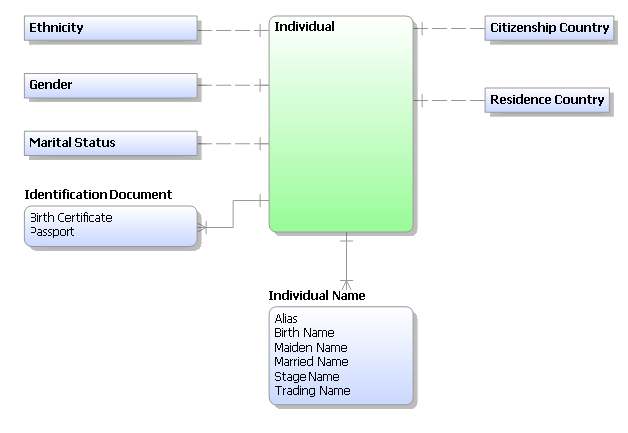 Ethnicity
Individual
Citizenship Country
Gender
Residence Country
Marital Status
Identification Document
Birth Certificate
Passport
Individual Name
Alias
Birth Name
Maiden Name
Married Name
Stage Name
Trading Name